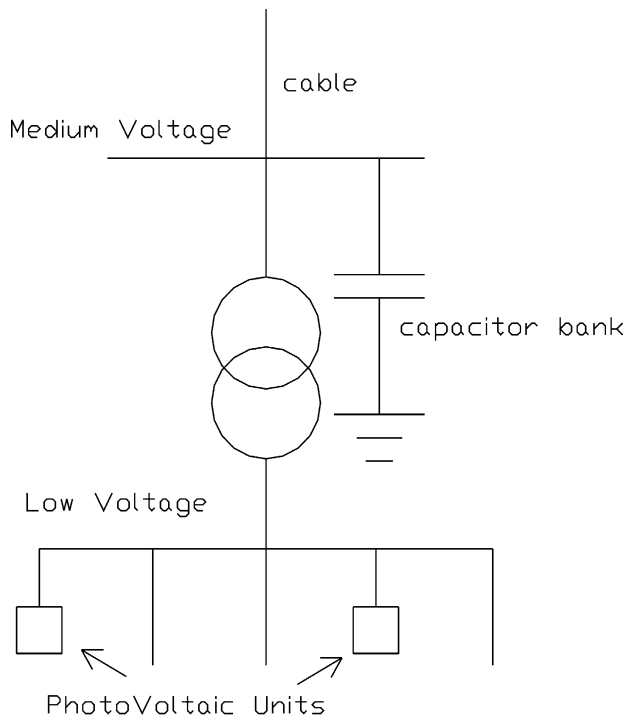 cable
Medium Voltage
capacitor bank
Low Voltage
PhotoVoltaic Units